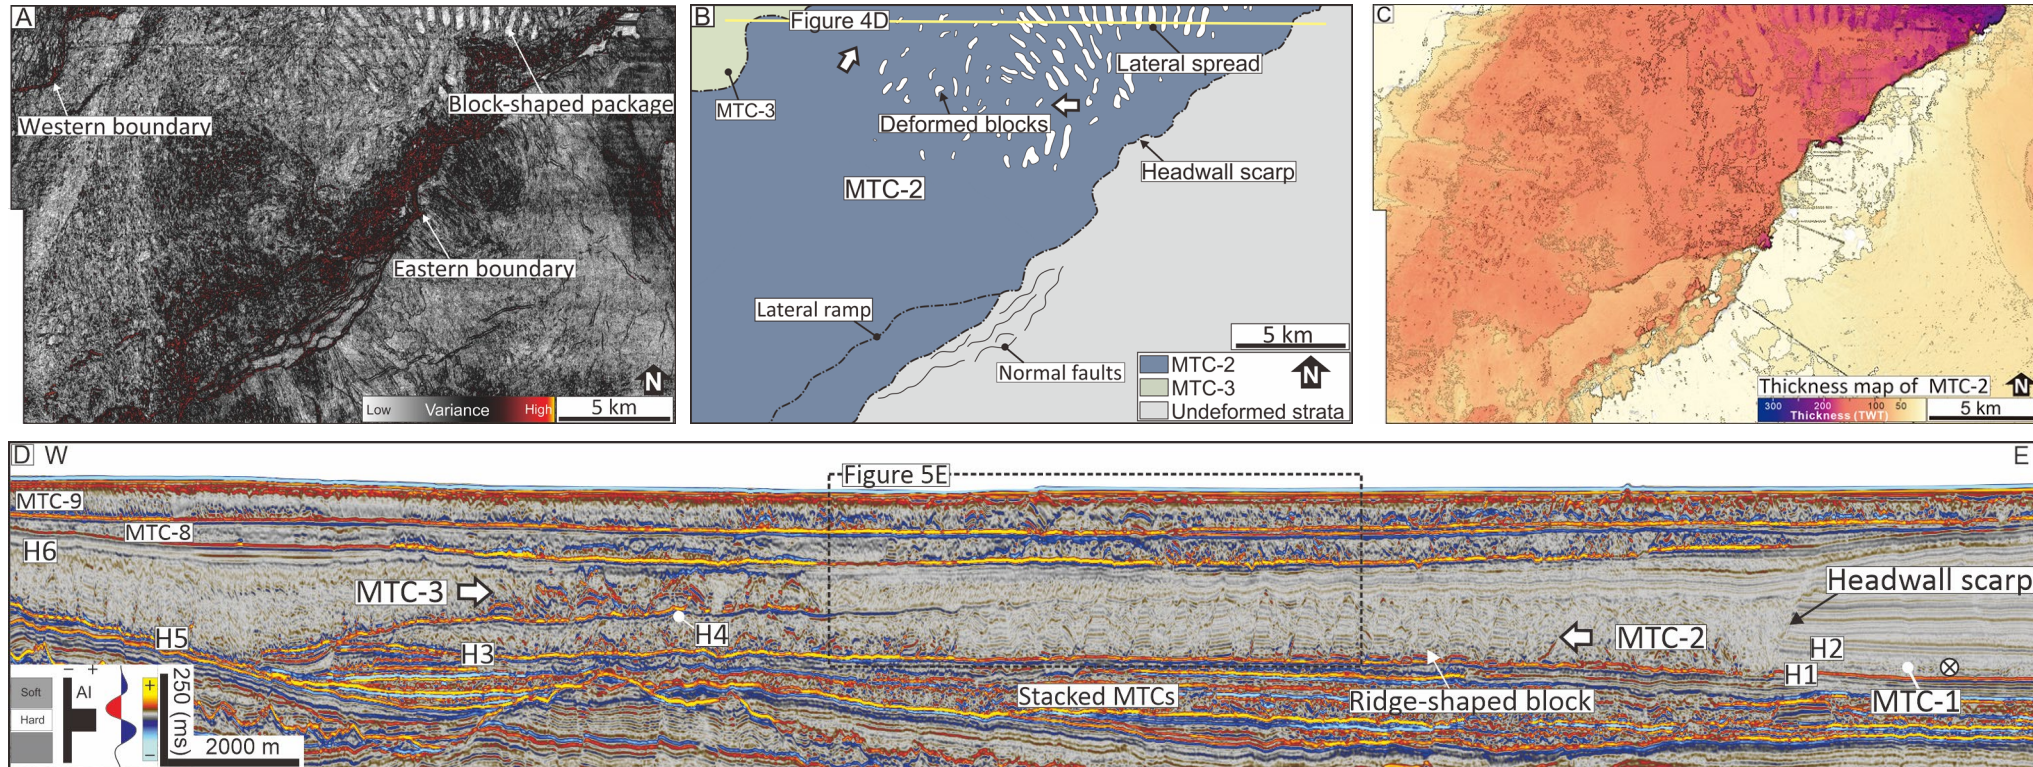 A
Block-shaped package
Western boundary
Eastern boundary
Low Variance High
5 km
N
B
Figure 4D
Lateral spread
MTC-3
Deformed blocks
Headwall scarp
MTC-2
Lateral ramp
Normal faults
5 km
MTC-2
MTC-3
Undeformed strata
N
C
Thickness map of MTC-2
300 200 100 50
Thickness (TWT)
5 km
N
D W
E
Figure 5E
MTC-9
MTC-8
H6
MTC-3
Headwall scarp
H5
H4
H3
MTC-2
H2
H1
MTC-1
Stacked MTCs
Ridge-shaped block
- +
AI
Soft
Hard
+
-
250 (ms)
2000 m